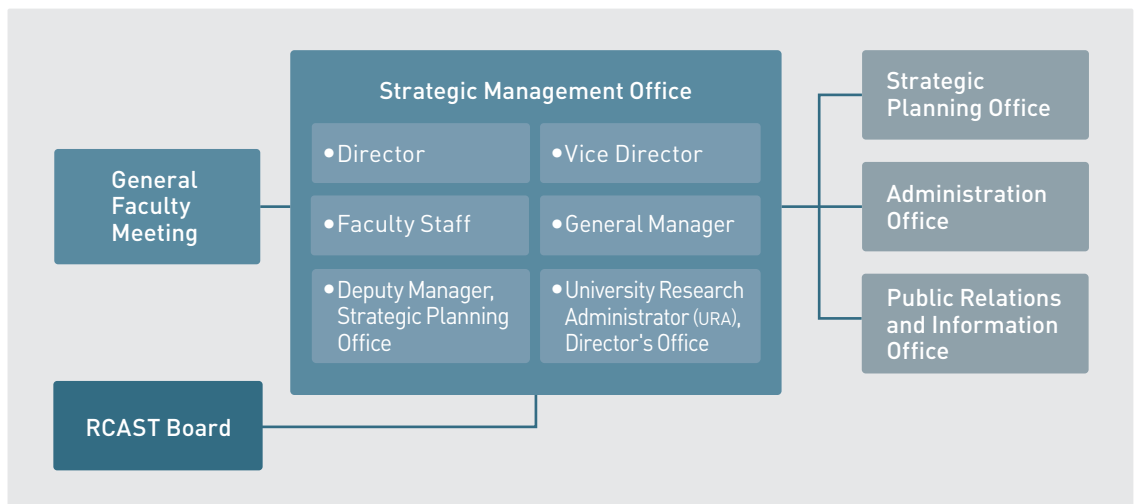 General
Faculty
Meeting
RCAST Board
Strategic Management Office
•Director
•Vice Director
•Faculty Staff
•General Manager
•Deputy Manager,
Strategic Planning
Office
•University Research
Administrator (URA),
Director's Office
Strategic
Planning Office
Administration
Office
Public Relations
and Information
Office